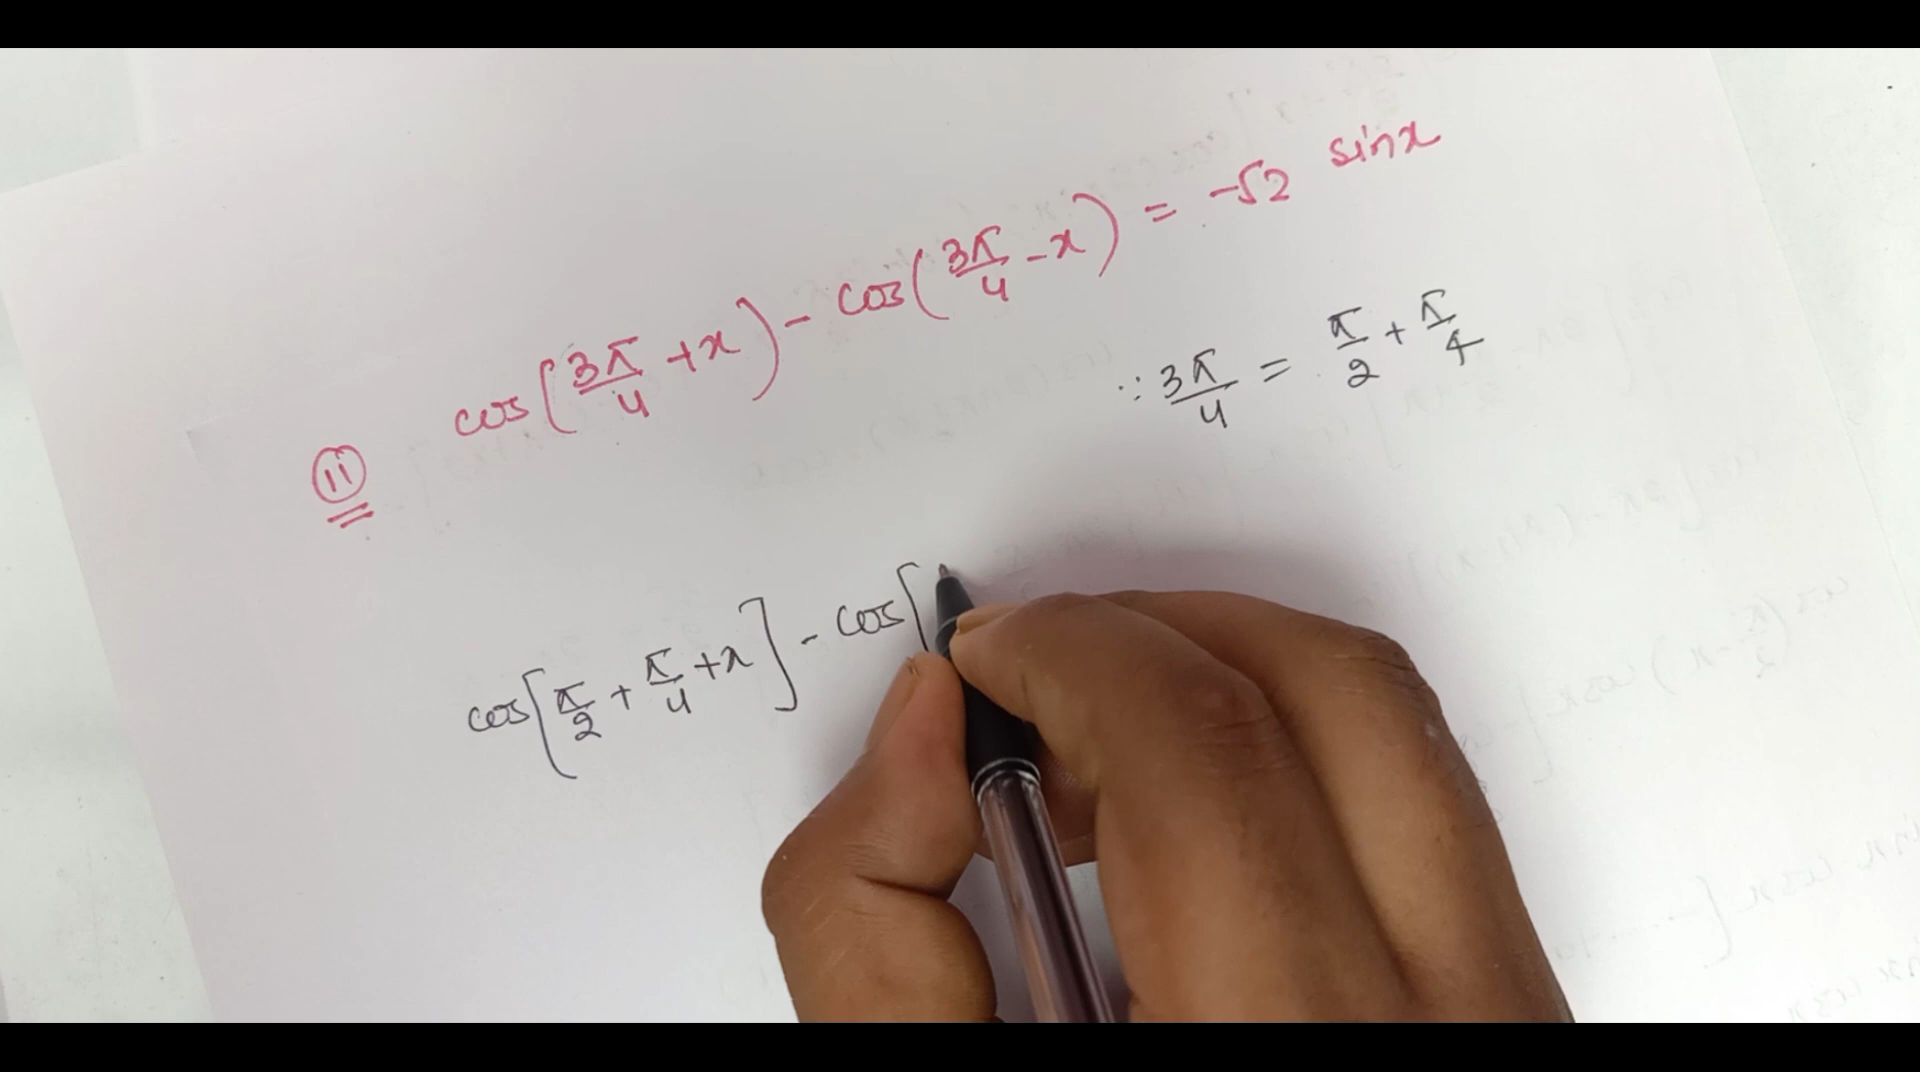 (11) cos(3π/4 + x) - cos(3π/4 - x) = -√2 sinx
∵ 3π/4 = π/2 + π/4
cos[π/2 + π/4 + x] - cos[